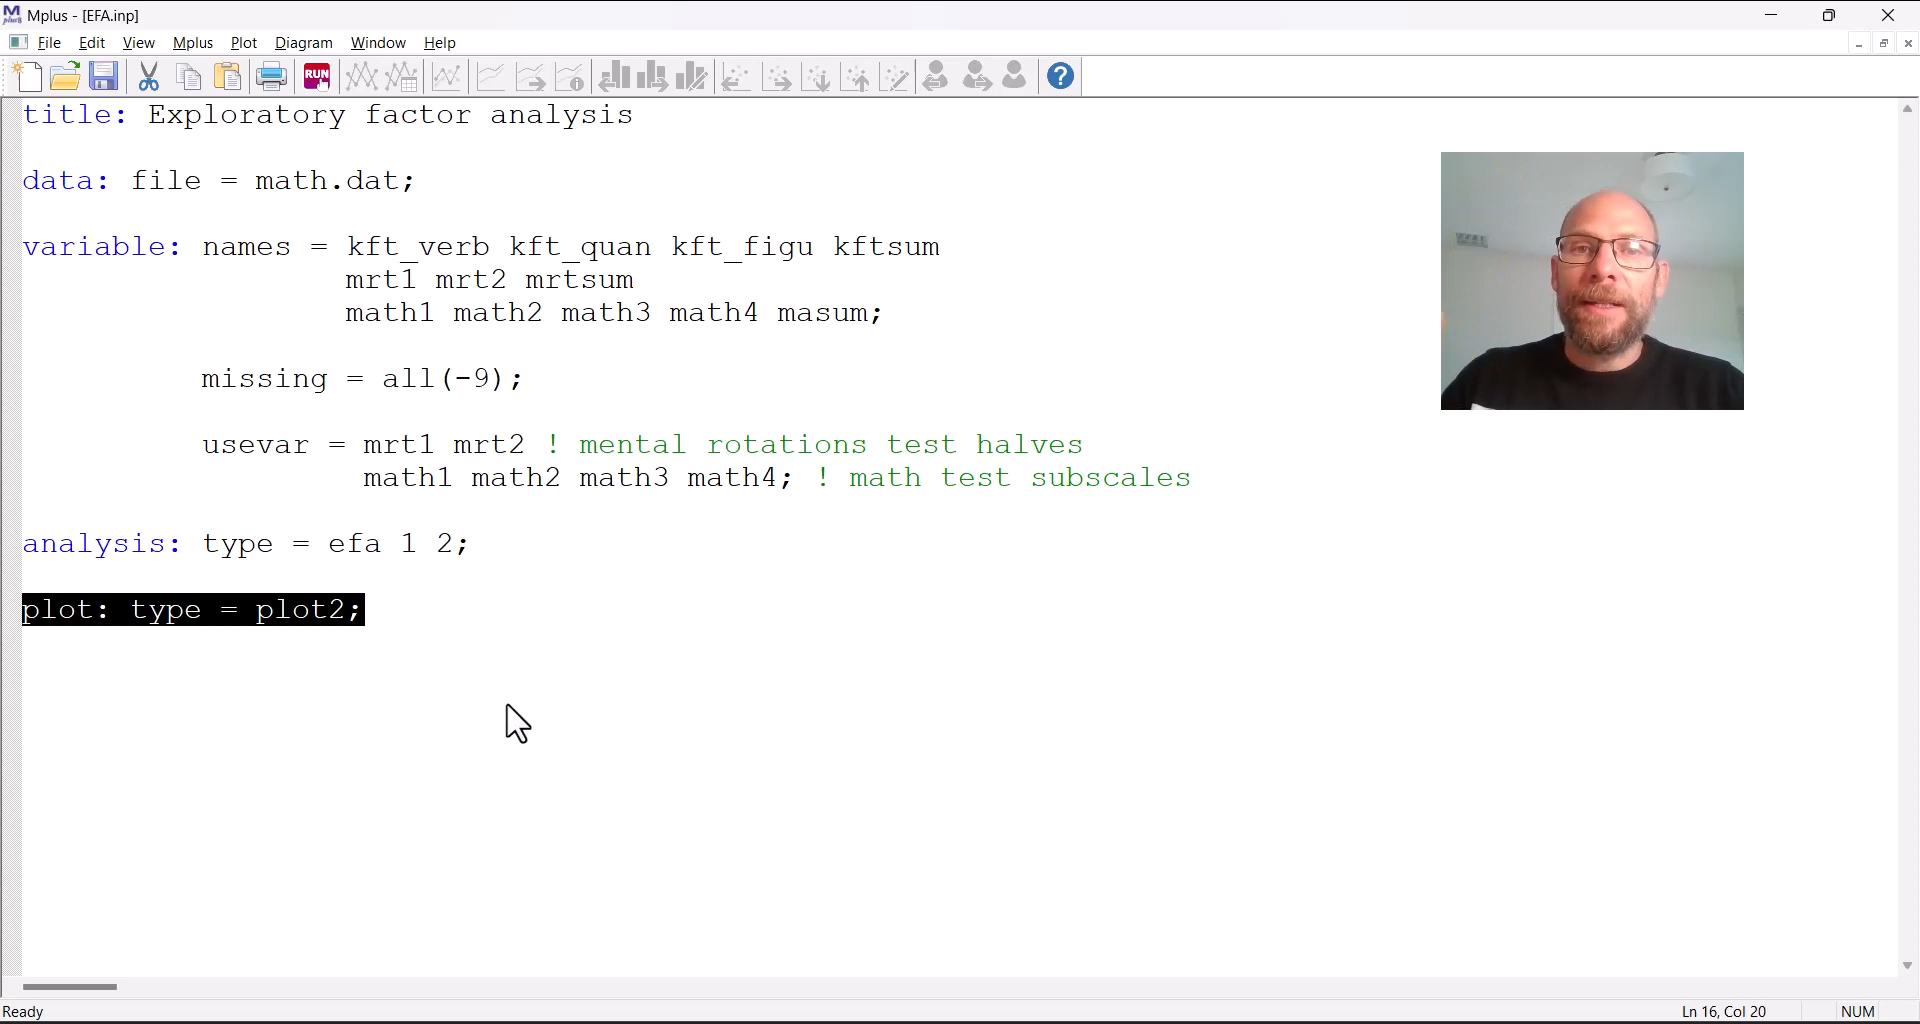 Mplus - [EFA.inp]
File Edit View Mplus Plot Diagram Window Help
RUN
title: Exploratory factor analysis
data: file = math.dat;
variable: names = kft_verb kft_quan kft_figu kftsum
mrt1 mrt2 mrtsum
math1 math2 math3 math4 masum;
missing = all(-9);
usevar = mrt1 mrt2 ! mental rotations test halves
math1 math2 math3 math4; ! math test subscales
analysis: type = efa 1 2;
plot: type = plot2;
Ready
Ln 16, Col 20
NUM